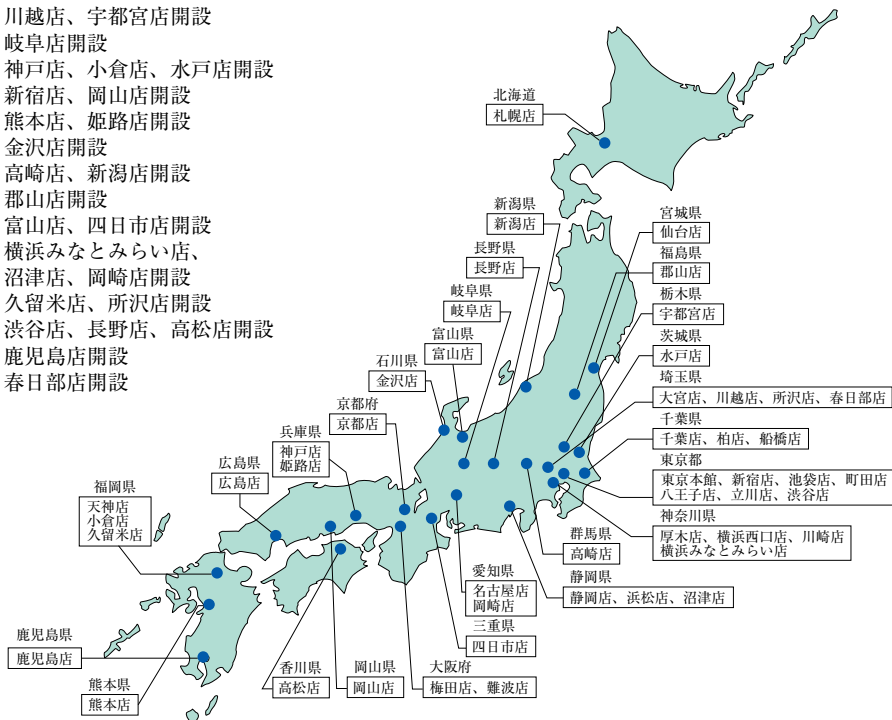 川越店、宇都宮店開設
岐阜店開設
神戸店、小倉店、水戸店開設
新宿店、岡山店開設
熊本店、姫路店開設
金沢店開設
高崎店、新潟店開設
郡山店開設
富山店、四日市店開設
横浜みなとみらい店、
沼津店、岡崎店開設
久留米店、所沢店開設
渋谷店、長野店、高松店開設
鹿児島店開設
春日部店開設
北海道
札幌店
新潟県
新潟店
長野県
長野店
岐阜県
岐阜店
富山県
富山店
石川県
金沢店
京都府
京都店
兵庫県
神戸店
姫路店
広島県
広島店
福岡県
天神店
小倉店
久留米店
宮城県
仙台店
福島県
郡山店
栃木県
宇都宮店
茨城県
水戸店
埼玉県
大宮店、川越店、所沢店、春日部店
千葉県
千葉店、柏店、船橋店
東京都
東京本館、新宿店、池袋店、町田店
八王子店、立川店、渋谷店
神奈川県
厚木店、横浜西口店、川崎店
横浜みなとみらい店
群馬県
高崎店
静岡県
静岡店、浜松店、沼津店
愛知県
名古屋店
岡崎店
三重県
四日市店
大阪府
梅田店、難波店
岡山県
岡山店
香川県
高松店
鹿児島県
鹿児島店
熊本県
熊本店